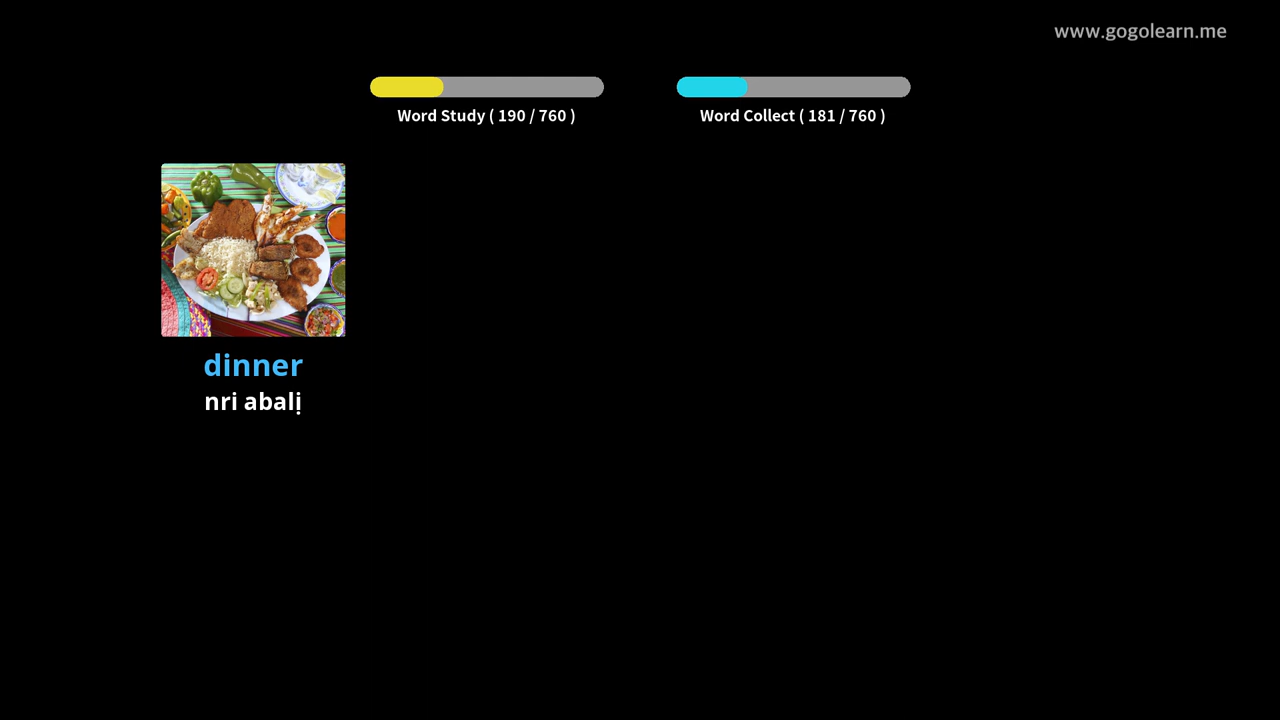 www.gogolearn.me
Word Study ( 190 / 760 )
Word Collect ( 181 / 760 )
dinner
nri abalị